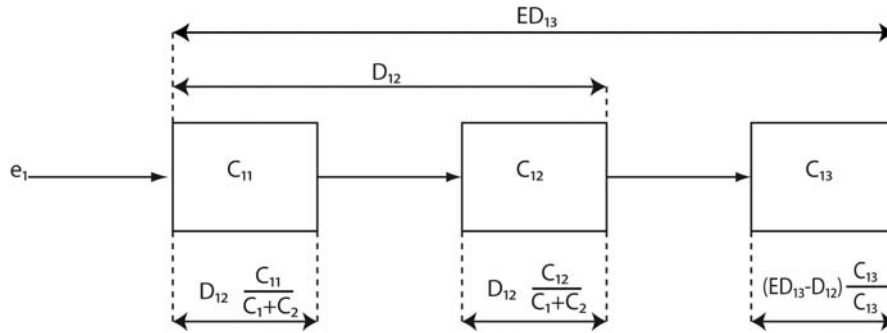 ED₁₃
D₁₂
e₁
C₁₁
C₁₂
C₁₃
D₁₂ C₁₁/C₁+C₂
D₁₂ C₁₂/C₁+C₂
(ED₁₃-D₁₂) C₁₃/C₁₃